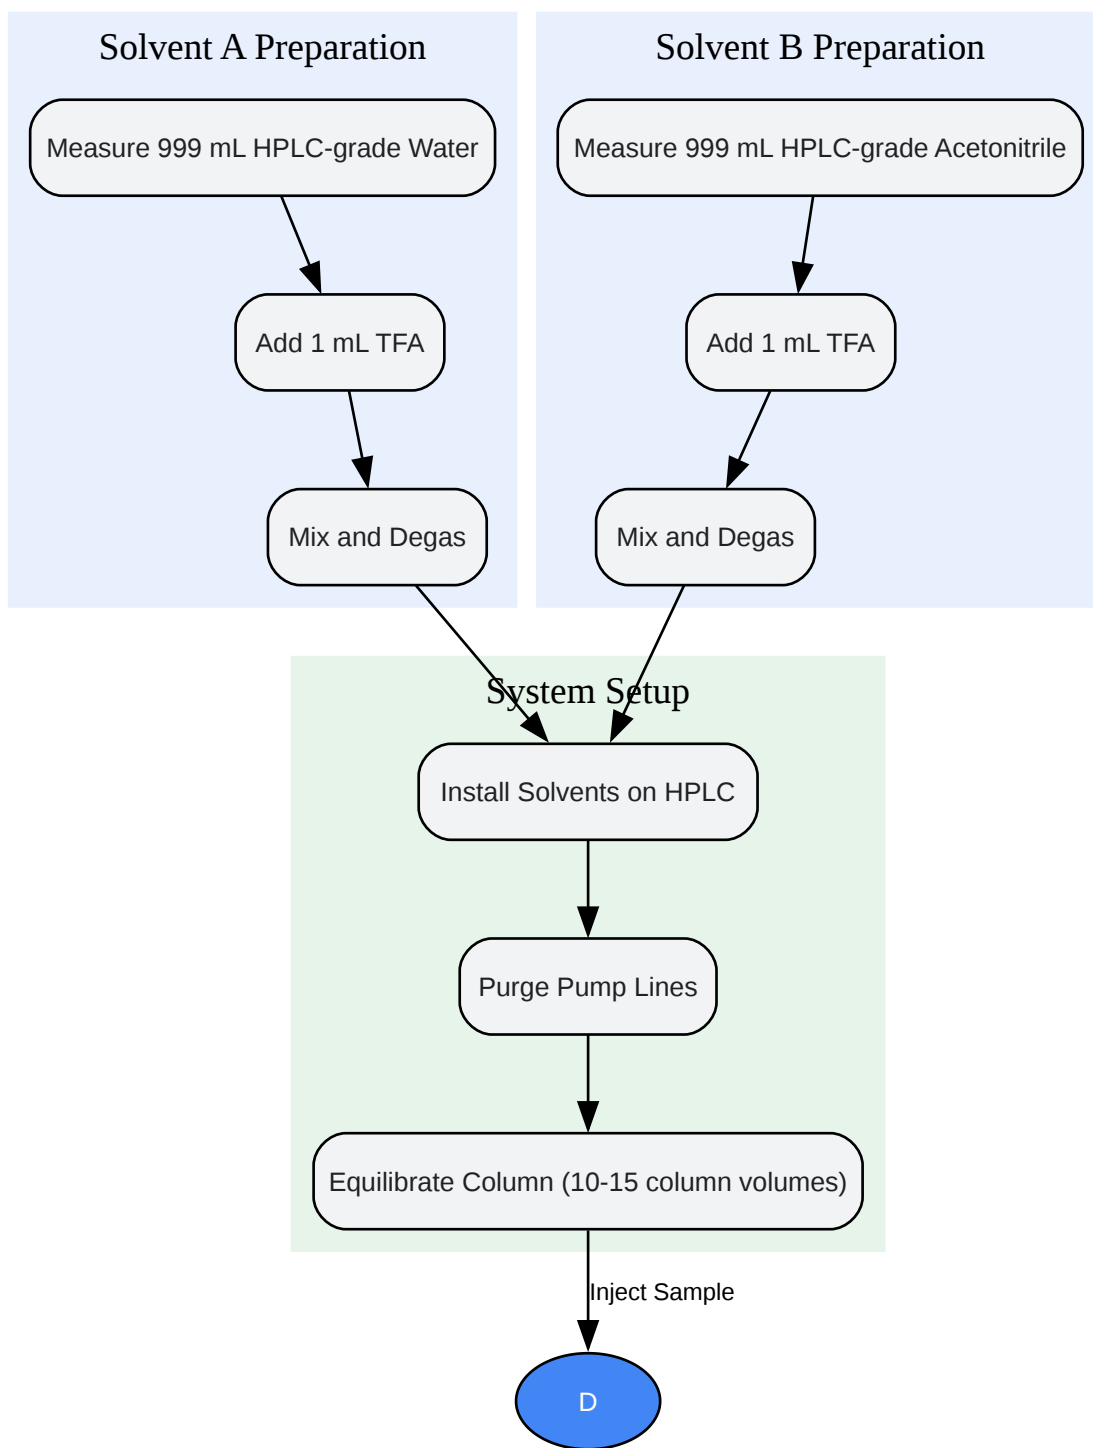 Solvent A Preparation
Measure 999 mL HPLC-grade Water
Add 1 mL TFA
Mix and Degas
Solvent B Preparation
Measure 999 mL HPLC-grade Acetonitrile
Add 1 mL TFA
Mix and Degas
System Setup
Install Solvents on HPLC
Purge Pump Lines
Equilibrate Column (10-15 column volumes)
Inject Sample
D